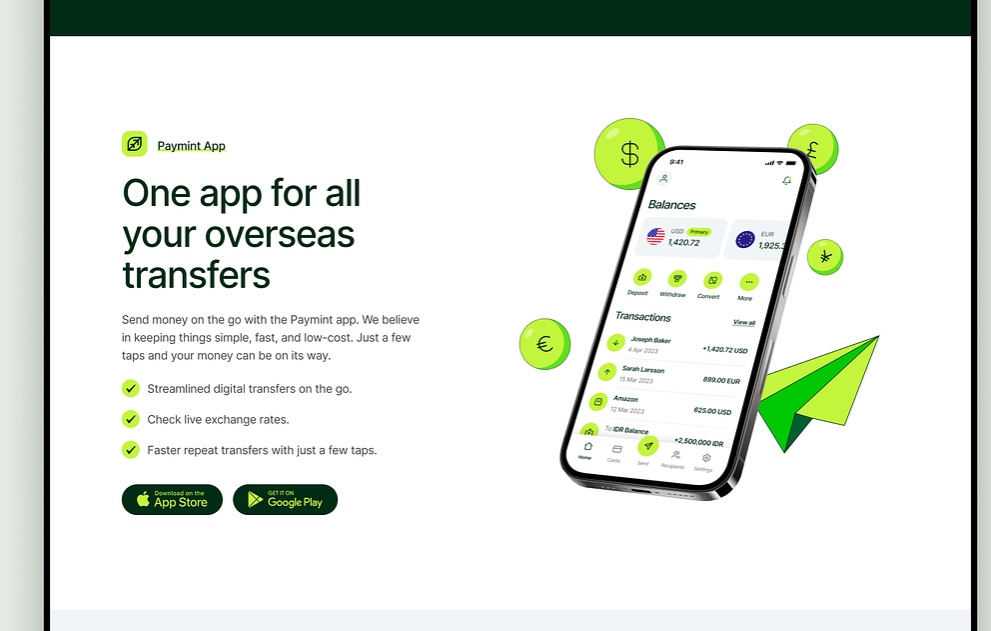 Paymint App
One app for all
your overseas
transfers
Send money on the go with the Paymint app. We believe
in keeping things simple, fast, and low-cost. Just a few
taps and your money can be on its way.
Streamlined digital transfers on the go.
Check live exchange rates.
Faster repeat transfers with just a few taps.
Download on the
App Store
GET IT ON
Google Play
$
£
€
9:41
Balances
USD Primary
1,420.72
EUR
1,925.3
Deposit Withdraw Convert More
Transactions View all
Joseph Baker
4 Apr 2023
+1,420.72 USD
Sarah Larsson
15 Mar 2023
899.00 EUR
Amazon
12 Mar 2023
625.00 USD
To IDR Balance
+2,500,000 IDR
Home Cards Send Recipients Settings